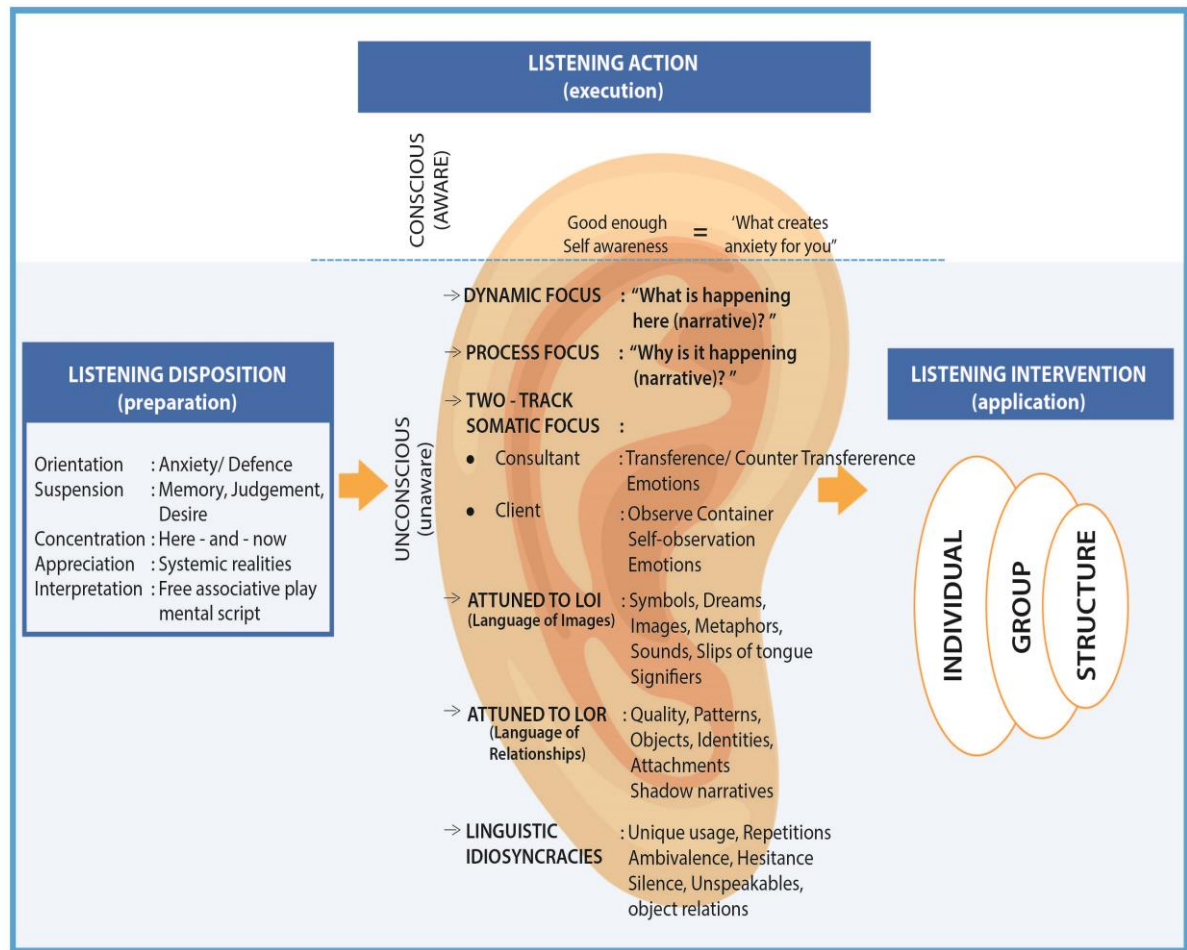 LISTENING ACTION
(execution)
CONSCIOUS
(AWARE)
Good enough = 'What creates
Self awareness anxiety for you"
LISTENING DISPOSITION
(preparation)
Orientation : Anxiety/ Defence
Suspension : Memory, Judgement,
Desire
Concentration : Here - and - now
Appreciation : Systemic realities
Interpretation : Free associative play
mental script
UNCONSCIOUS
(unaware)
→ DYNAMIC FOCUS : "What is happening
here (narrative)? "
→ PROCESS FOCUS : "Why is it happening
(narrative)? "
→ TWO - TRACK
SOMATIC FOCUS :
• Consultant : Transference/ Counter Transfererence
Emotions
• Client : Observe Container
Self-observation
Emotions
→ ATTUNED TO LOI : Symbols, Dreams,
(Language of Images) Images, Metaphors,
Sounds, Slips of tongue
Signifiers
→ ATTUNED TO LOR : Quality, Patterns,
(Language of Objects, Identities,
Relationships) Attachments
Shadow narratives
→ LINGUISTIC : Unique usage, Repetitions
IDIOSYNCRACIES Ambivalence, Hesitance
Silence, Unspeakables,
object relations
LISTENING INTERVENTION
(application)
INDIVIDUAL
GROUP
STRUCTURE